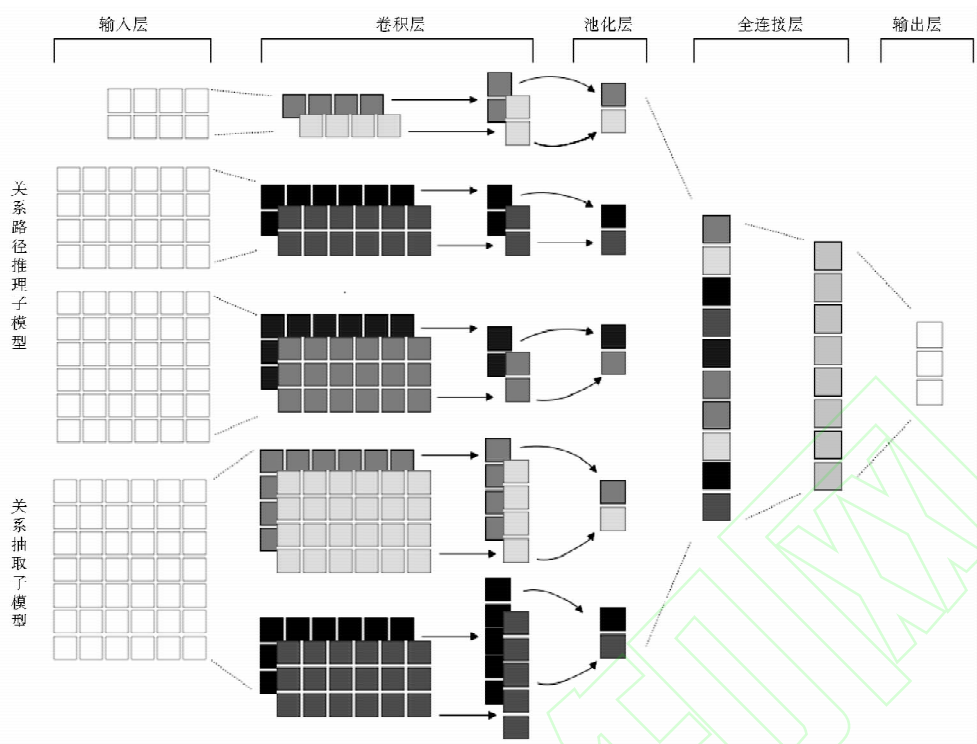 输入层
卷积层
池化层
全连接层
输出层
关系路径推理子模型
关系抽取子模型